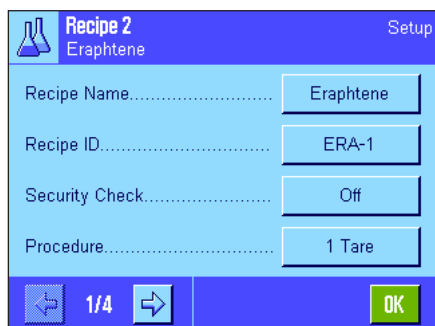 Recipe 2
Setup
Eraphtene
Recipe Name.......................... Eraphtene
Recipe ID................................ ERA-1
Security Check....................... Off
Procedure.............................. 1 Tare
1/4
OK